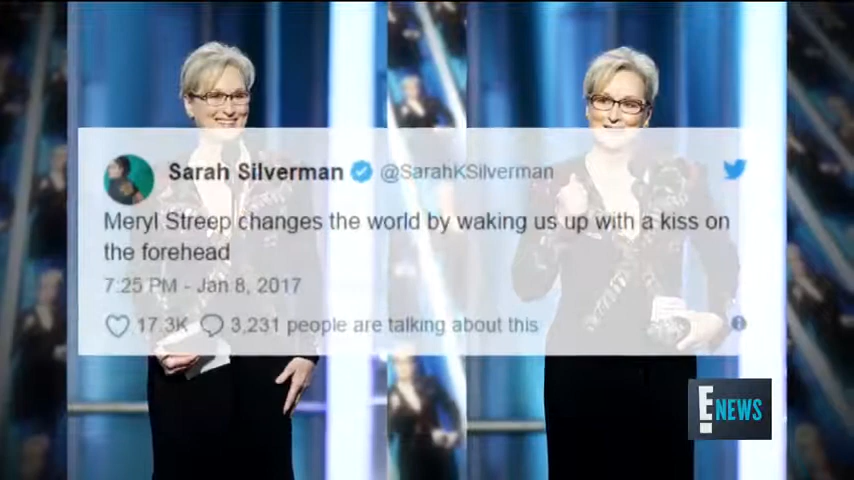 Sarah Silverman @SarahKSilverman
Meryl Streep changes the world by waking us up with a kiss on
the forehead
7:25 PM - Jan 8, 2017
17.3K 3,231 people are talking about this
E! NEWS